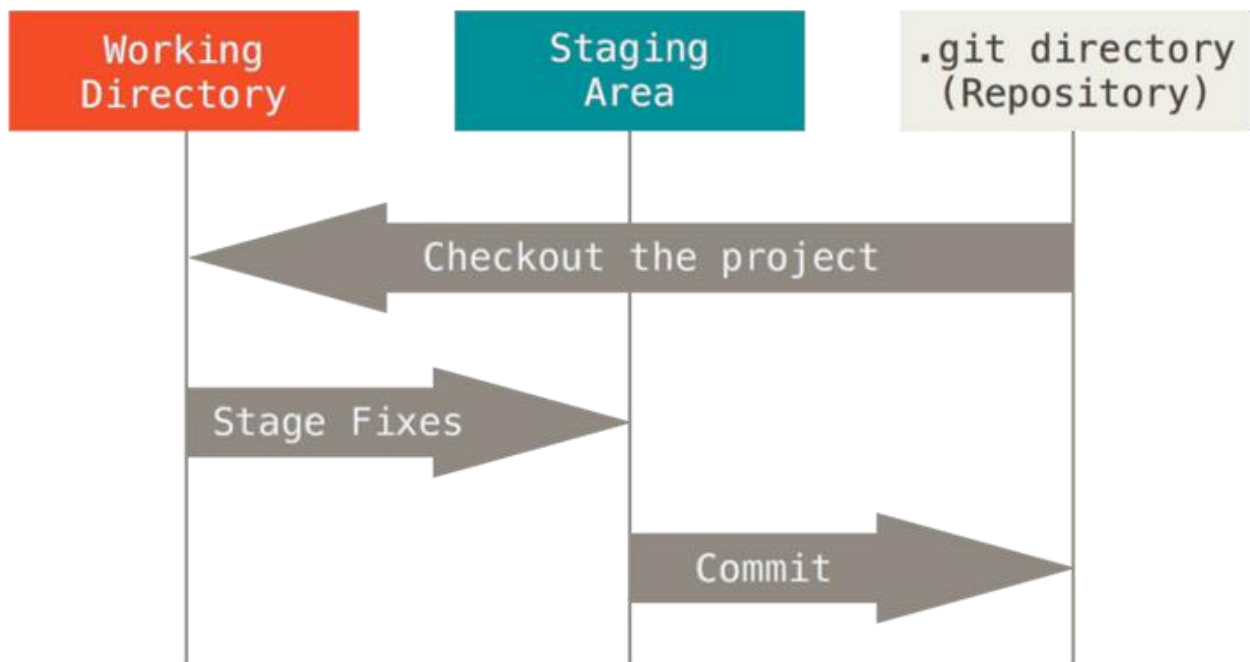 Working
Directory
Staging
Area
.git directory
(Repository)
Checkout the project
Stage Fixes
Commit